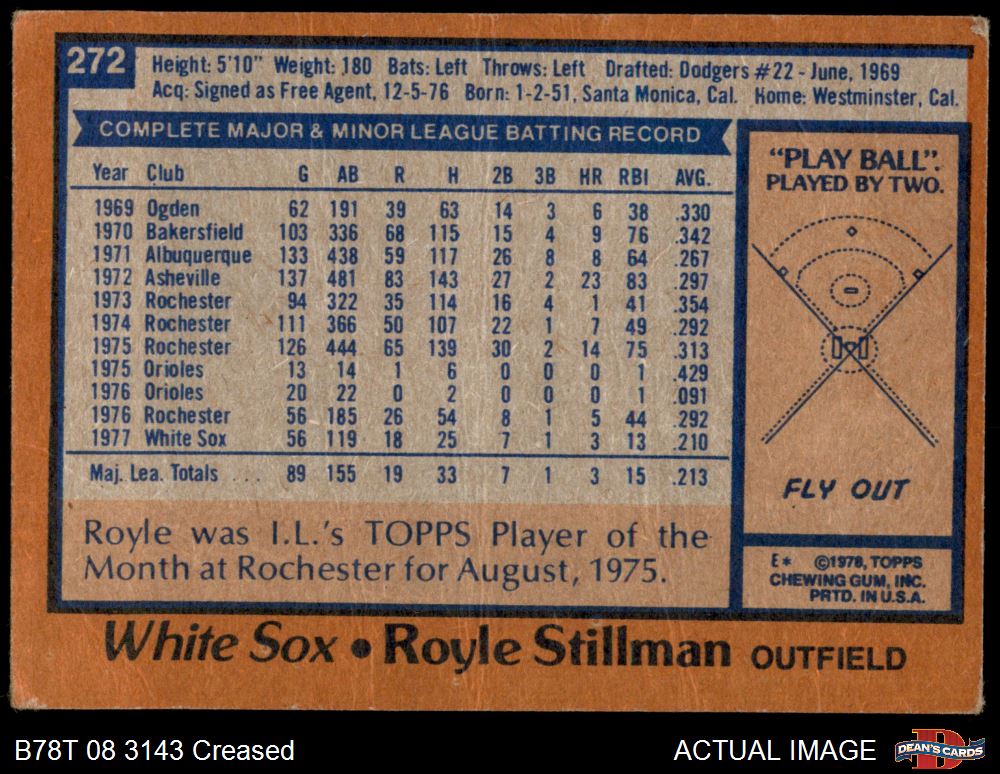 272
Height: 5'10" Weight: 180 Bats: Left Throws: Left Drafted: Dodgers #22 - June, 1969
Acq: Signed as Free Agent, 12-5-76 Born: 1-2-51, Santa Monica, Cal. Home: Westminster, Cal.
COMPLETE MAJOR & MINOR LEAGUE BATTING RECORD
Year Club G AB R H 2B 3B HR RBI AVG.
1969 Ogden 62 191 39 63 14 3 6 38 .330
1970 Bakersfield 103 336 68 115 15 4 9 76 .342
1971 Albuquerque 133 438 59 117 26 8 8 64 .267
1972 Asheville 137 481 83 143 27 2 23 83 .297
1973 Rochester 94 322 35 114 16 4 1 41 .354
1974 Rochester 111 366 50 107 22 1 7 49 .292
1975 Rochester 126 444 65 139 30 2 14 75 .313
1975 Orioles 13 14 1 6 0 0 0 1 .429
1976 Orioles 20 22 0 2 0 0 0 1 .091
1976 Rochester 56 185 26 54 8 1 5 44 .292
1977 White Sox 56 119 18 25 7 1 3 13 .210
Maj. Lea. Totals ... 89 155 19 33 7 1 3 15 .213
Royle was I.L.'s TOPPS Player of the
Month at Rochester for August, 1975.
"PLAY BALL".
PLAYED BY TWO.
FLY OUT
E* ©1978, TOPPS
CHEWING GUM, INC.
PRTD. IN U.S.A.
White Sox • Royle Stillman OUTFIELD
B78T 08 3143 Creased
ACTUAL IMAGE
D
DEAN'S CARDS